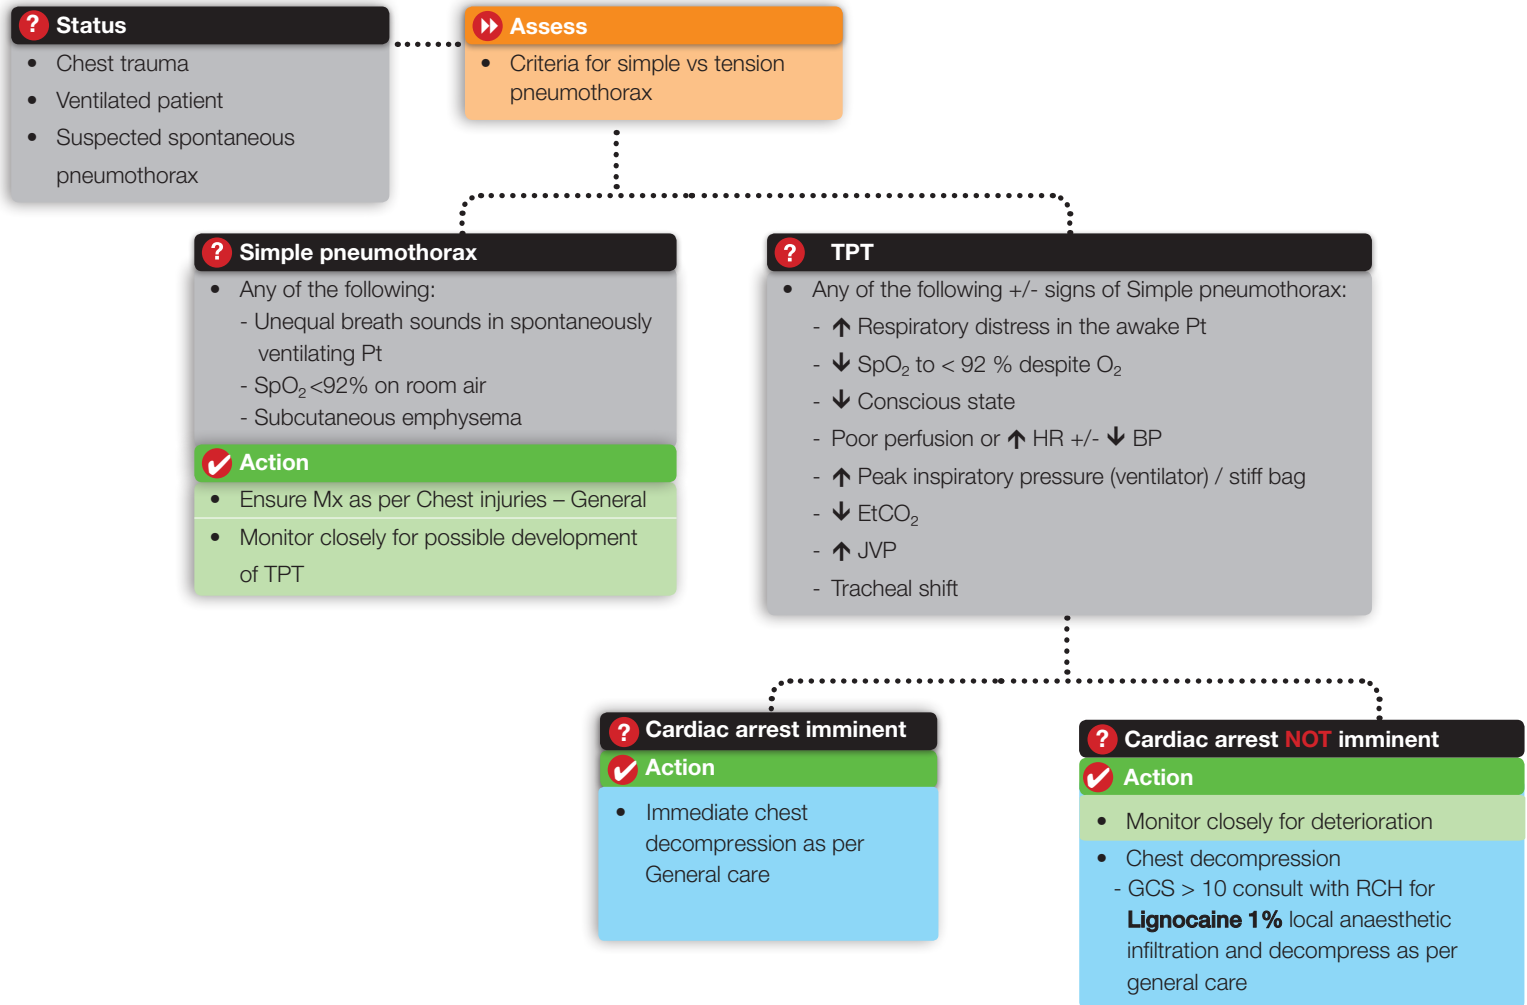 Status
• Chest trauma
• Ventilated patient
• Suspected spontaneous
pneumothorax
Assess
• Criteria for simple vs tension
pneumothorax
Simple pneumothorax
• Any of the following:
- Unequal breath sounds in spontaneously
ventilating Pt
- SpO₂ <92% on room air
- Subcutaneous emphysema
Action
• Ensure Mx as per Chest injuries – General
• Monitor closely for possible development
of TPT
TPT
• Any of the following +/- signs of Simple pneumothorax:
- ↑ Respiratory distress in the awake Pt
- ↓ SpO₂ to < 92 % despite O₂
- ↓ Conscious state
- Poor perfusion or ↑ HR +/- ↓ BP
- ↑ Peak inspiratory pressure (ventilator) / stiff bag
- ↓ EtCO₂
- ↑ JVP
- Tracheal shift
Cardiac arrest imminent
Action
• Immediate chest
decompression as per
General care
Cardiac arrest NOT imminent
Action
• Monitor closely for deterioration
• Chest decompression
- GCS > 10 consult with RCH for
Lignocaine 1% local anaesthetic
infiltration and decompress as per
general care